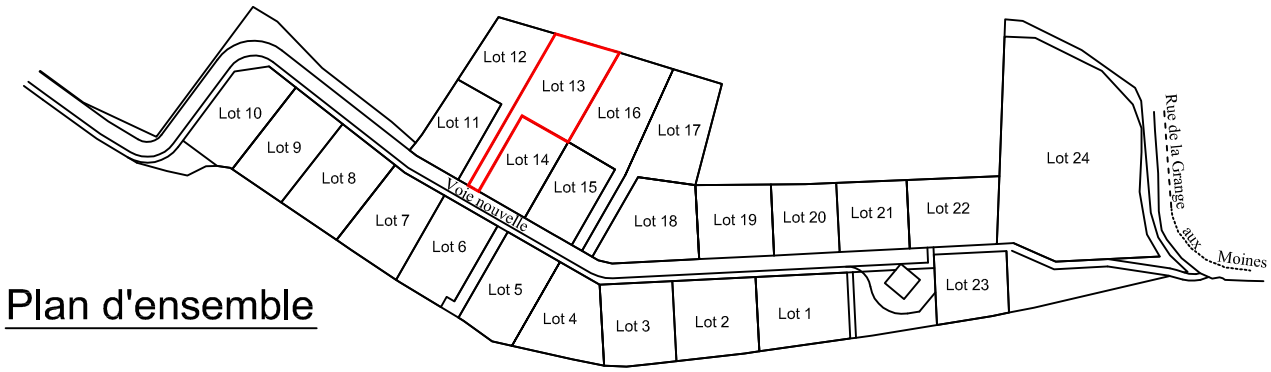 Lot 12
Lot 13
Lot 10
Lot 11
Lot 16
Lot 17
Lot 9
Lot 14
Lot 15
Lot 8
Voie nouvelle
Lot 7
Lot 6
Lot 18
Lot 19
Lot 20
Lot 21
Lot 22
Lot 24
Rue de la Grange
aux
Moines
Lot 5
Lot 4
Lot 3
Lot 2
Lot 1
Lot 23
Plan d'ensemble